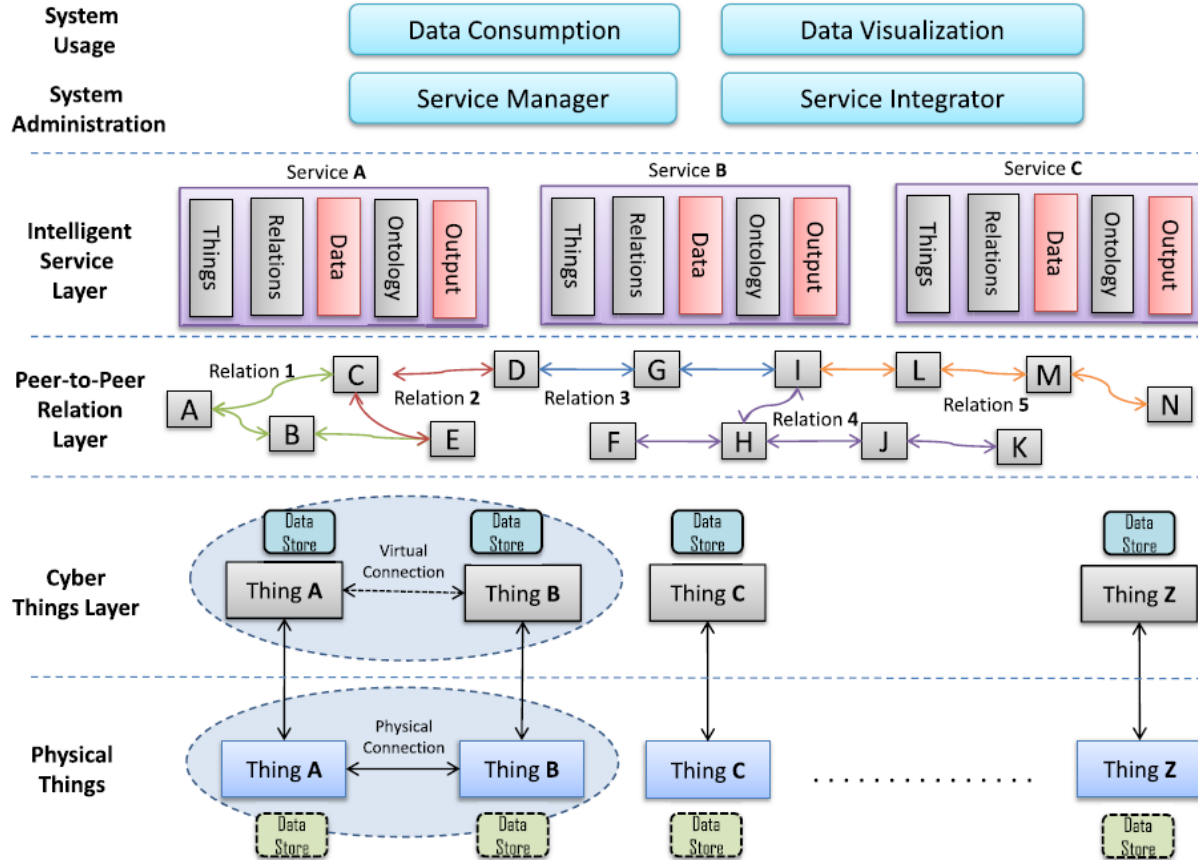 System
Usage
Data Consumption
Data Visualization
System
Administration
Service Manager
Service Integrator
Service A
Service B
Service C
Intelligent
Service
Layer
Things
Relations
Data
Ontology
Output
Things
Relations
Data
Ontology
Output
Things
Relations
Data
Ontology
Output
Peer-to-Peer
Relation
Layer
Relation 1
Relation 2
Relation 3
Relation 4
Relation 5
A
B
C
E
D
G
I
L
M
N
F
H
J
K
Cyber
Things Layer
Data
Store
Data
Store
Data
Store
Data
Store
Virtual
Connection
Thing A
Thing B
Thing C
Thing Z
Physical
Things
Physical
Connection
Thing A
Thing B
Thing C
. . . . . . . . . . . . . . . . . .
Thing Z
Data
Store
Data
Store
Data
Store
Data
Store